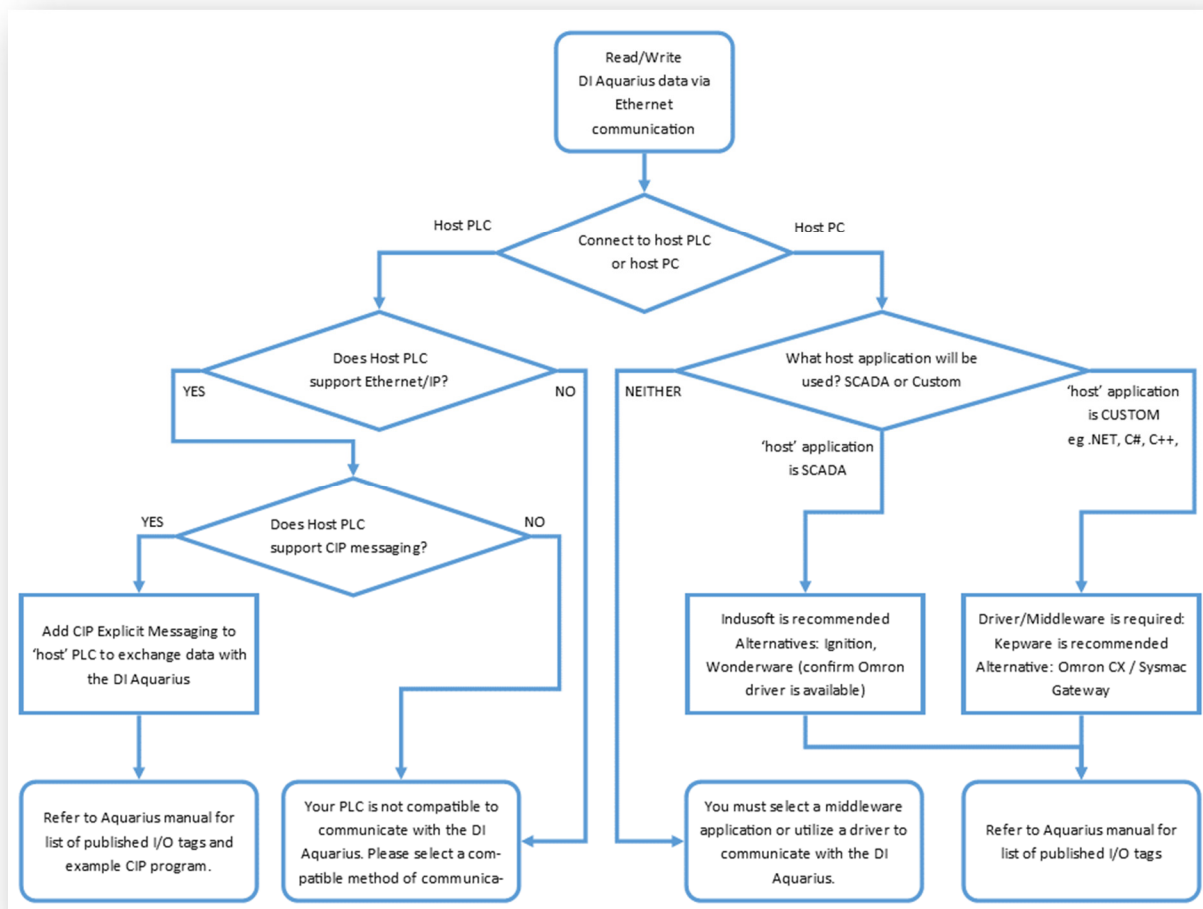 Read/Write
DI Aquarius data via
Ethernet
communication
Host PLC
Host PC
Connect to host PLC
or host PC
Does Host PLC
support Ethernet/IP?
YES
NO
What host application will be
used? SCADA or Custom
NEITHER
'host' application
is CUSTOM
eg .NET, C#, C++,
'host' application
is SCADA
Does Host PLC
support CIP messaging?
YES
NO
Add CIP Explicit Messaging to
'host' PLC to exchange data with
the DI Aquarius
Indusoft is recommended
Alternatives: Ignition,
Wonderware (confirm Omron
driver is available)
Driver/Middleware is required:
Kepware is recommended
Alternative: Omron CX / Sysmac
Gateway
Refer to Aquarius manual for
list of published I/O tags and
example CIP program.
Your PLC is not compatible to
communicate with the DI
Aquarius. Please select a com-
patible method of communica-
You must select a middleware
application or utilize a driver to
communicate with the DI
Aquarius.
Refer to Aquarius manual for
list of published I/O tags